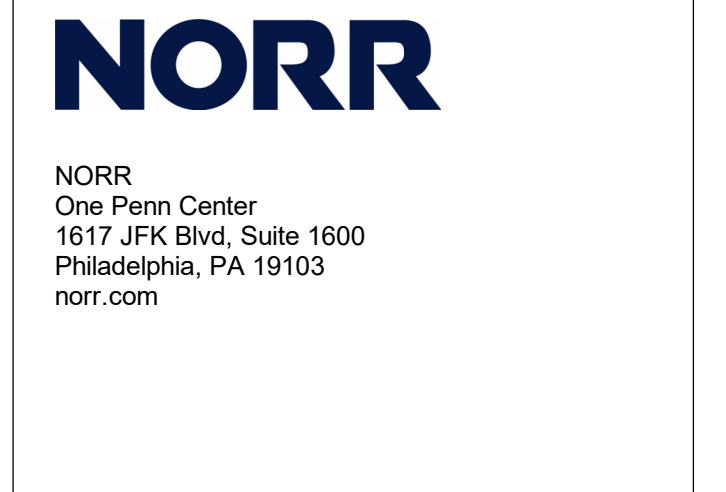 NORR
NORR
One Penn Center
1617 JFK Blvd, Suite 1600
Philadelphia, PA 19103
norr.com